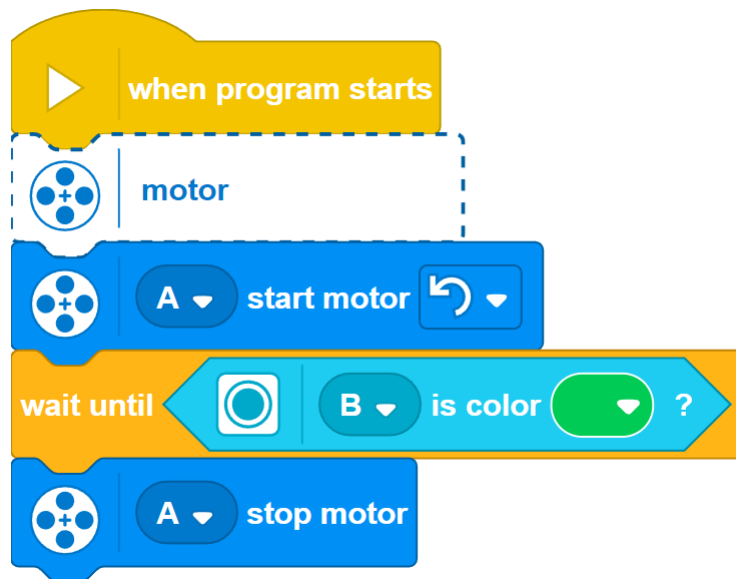 when program starts
motor
A start motor
wait until B is color ?
A stop motor